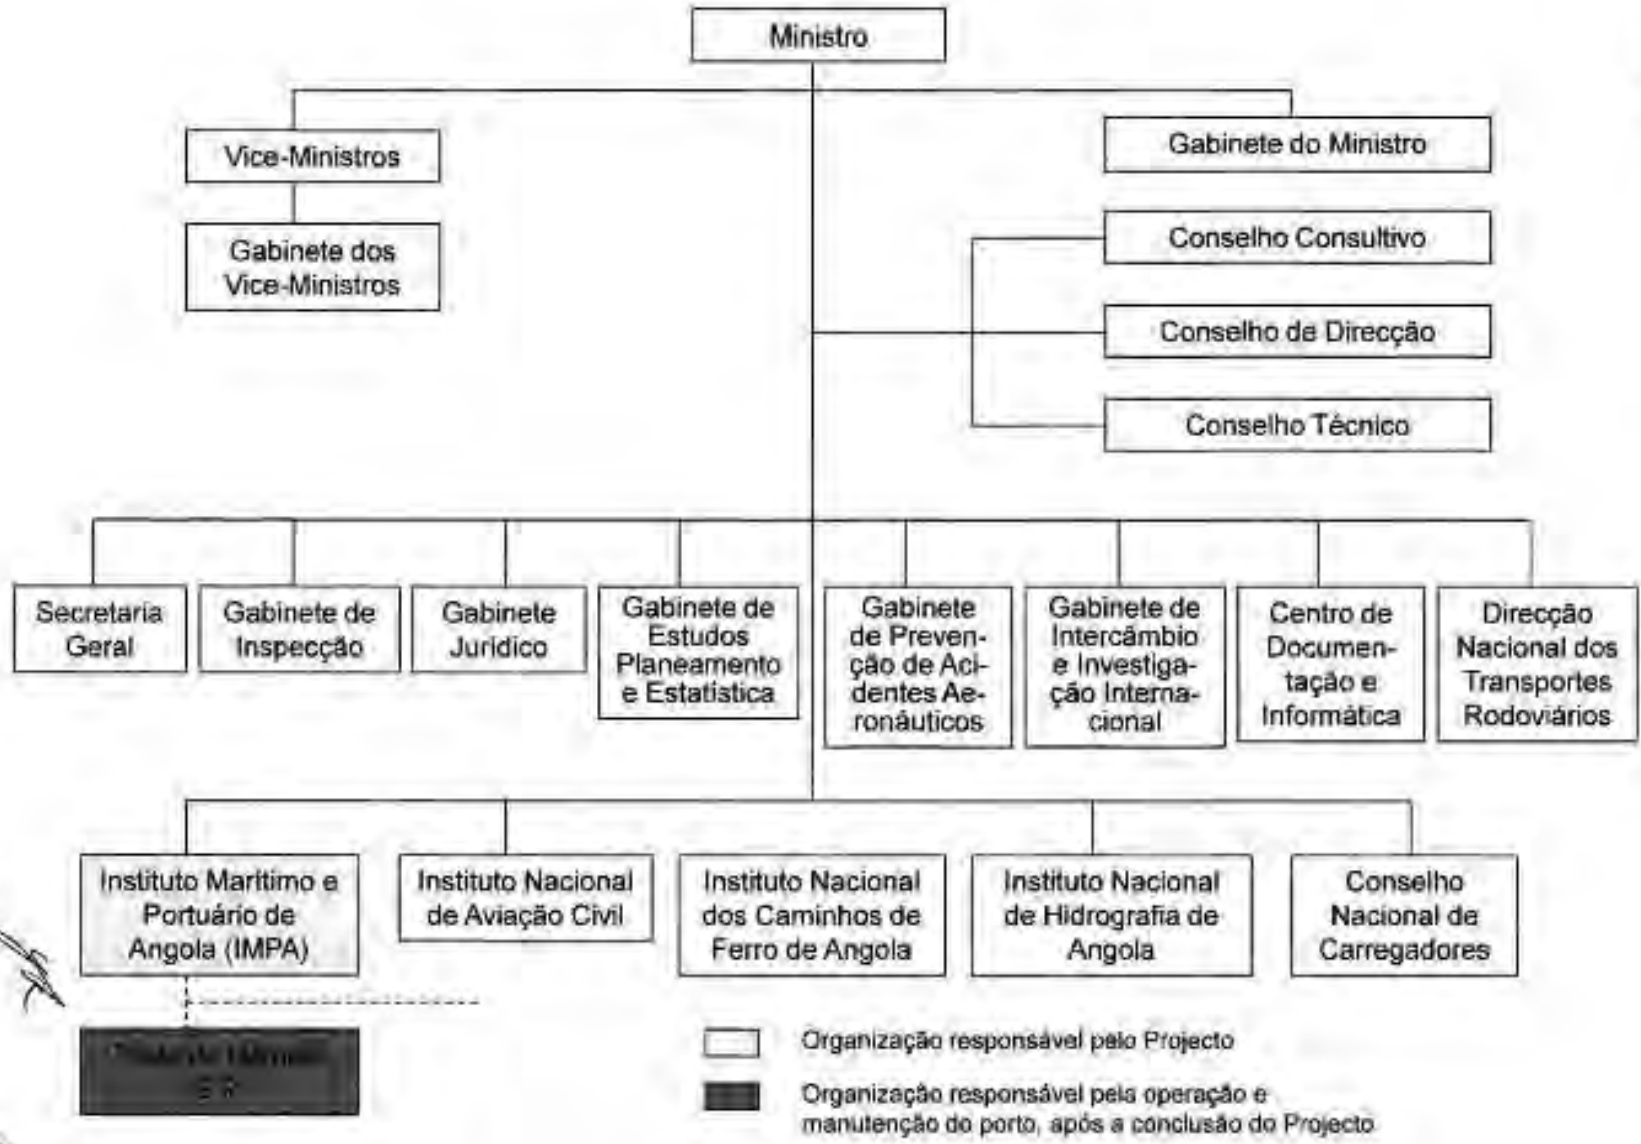 Ministro
Vice-Ministros
Gabinete do Ministro
Gabinete dos
Vice-Ministros
Conselho Consultivo
Conselho de Direcção
Conselho Técnico
Secretaria
Geral
Gabinete de
Inspecção
Gabinete
Jurídico
Gabinete de
Estudos
Planeamento
e Estatística
Gabinete
de Preven-
ção de Aci-
dentes Ae-
ronáuticos
Gabinete de
Intercâmbio
e Investiga-
ção Interna-
cional
Centro de
Documen-
tação e
Informática
Direcção
Nacional dos
Transportes
Rodoviários
Instituto Marítimo e
Portuário de
Angola (IMPA)
Instituto Nacional
de Aviação Civil
Instituto Nacional
dos Caminhos de
Ferro de Angola
Instituto Nacional
de Hidrografia de
Angola
Conselho
Nacional de
Carregadores
Organização responsável pelo Projecto
Organização responsável pela operação e
manutenção do porto, após a conclusão do Projecto